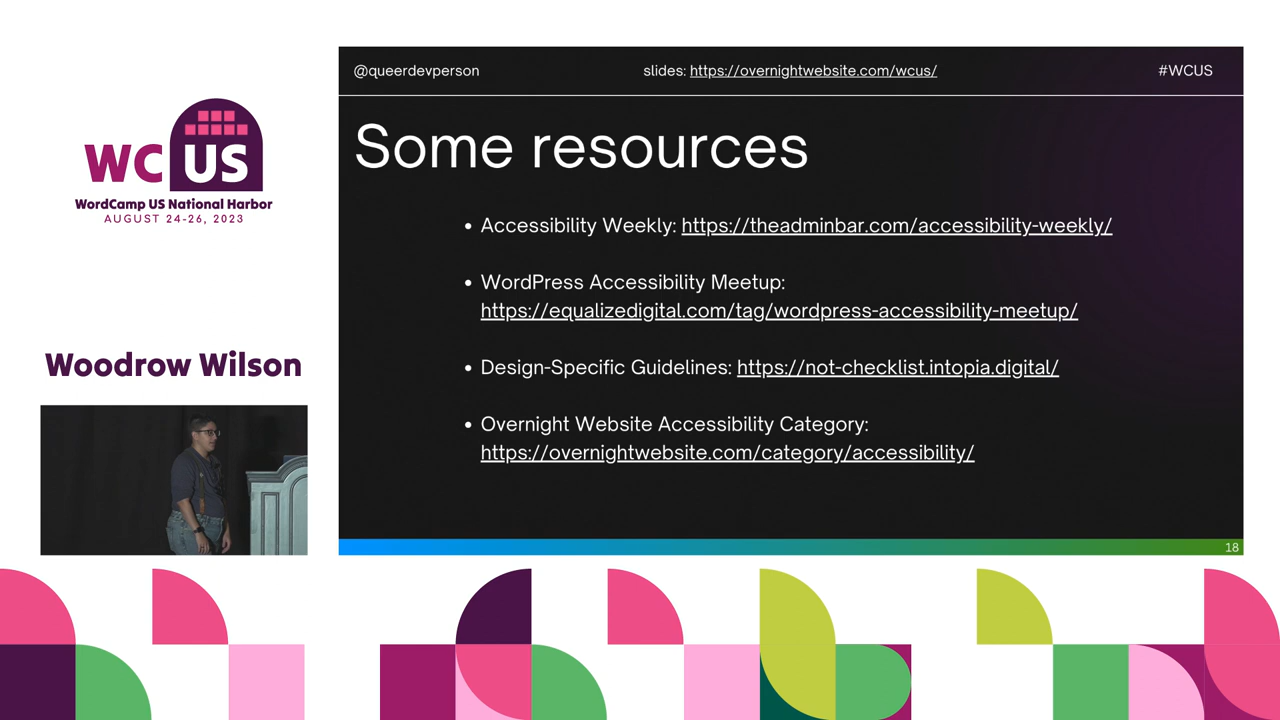 @queerdevperson
slides: https://overnightwebsite.com/wcus/
#WCUS
WC US
WordCamp US National Harbor
AUGUST 24-26, 2023
Woodrow Wilson
Some resources
• Accessibility Weekly: https://theadminbar.com/accessibility-weekly/
• WordPress Accessibility Meetup:
https://equalizedigital.com/tag/wordpress-accessibility-meetup/
• Design-Specific Guidelines: https://not-checklist.intopia.digital/
• Overnight Website Accessibility Category:
https://overnightwebsite.com/category/accessibility/
18